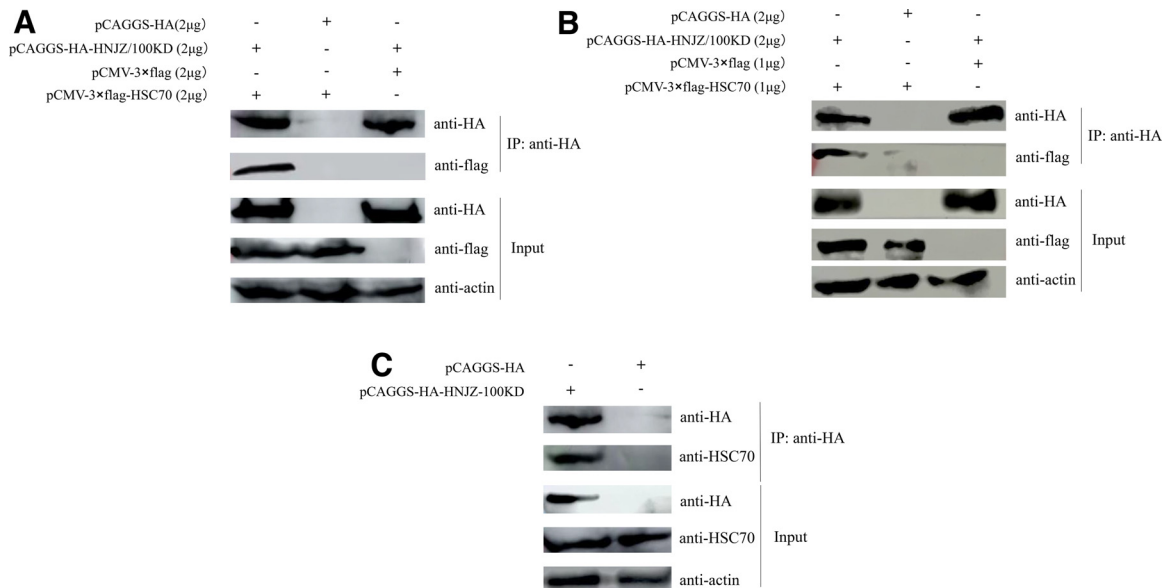 A
pCAGGS-HA(2μg) - + -
pCAGGS-HA-HNJZ/100KD (2μg) + - +
pCMV-3×flag (2μg) - - +
pCMV-3×flag-HSC70 (2μg) + + -
anti-HA
IP: anti-HA
anti-flag
anti-HA
anti-flag
Input
anti-actin
B
pCAGGS-HA (2μg) - + -
pCAGGS-HA-HNJZ/100KD (2μg) + - +
pCMV-3×flag (1μg) - - +
pCMV-3×flag-HSC70 (1μg) + + -
anti-HA
IP: anti-HA
anti-flag
anti-HA
anti-flag
Input
anti-actin
C
pCAGGS-HA - +
pCAGGS-HA-HNJZ-100KD + -
anti-HA
IP: anti-HA
anti-HSC70
anti-HA
anti-HSC70
Input
anti-actin